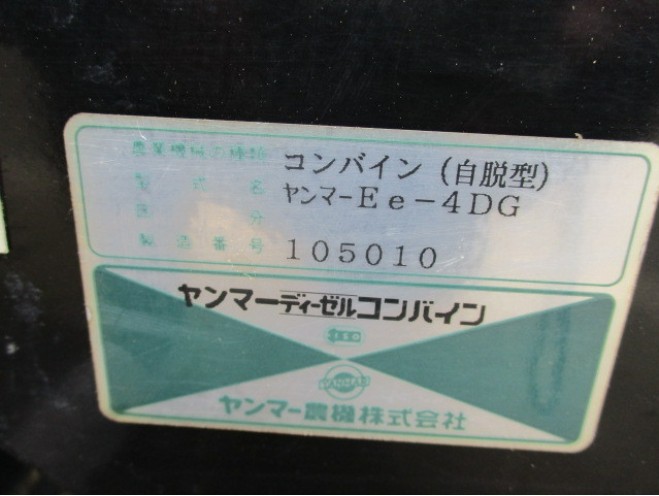 農業機械の種類 コンバイン (自脱型)
型式名 ヤンマーEe-4DG
区分
製造番号 105010
ヤンマーディーゼルコンバイン
YANMAR
ヤンマー農機株式会社